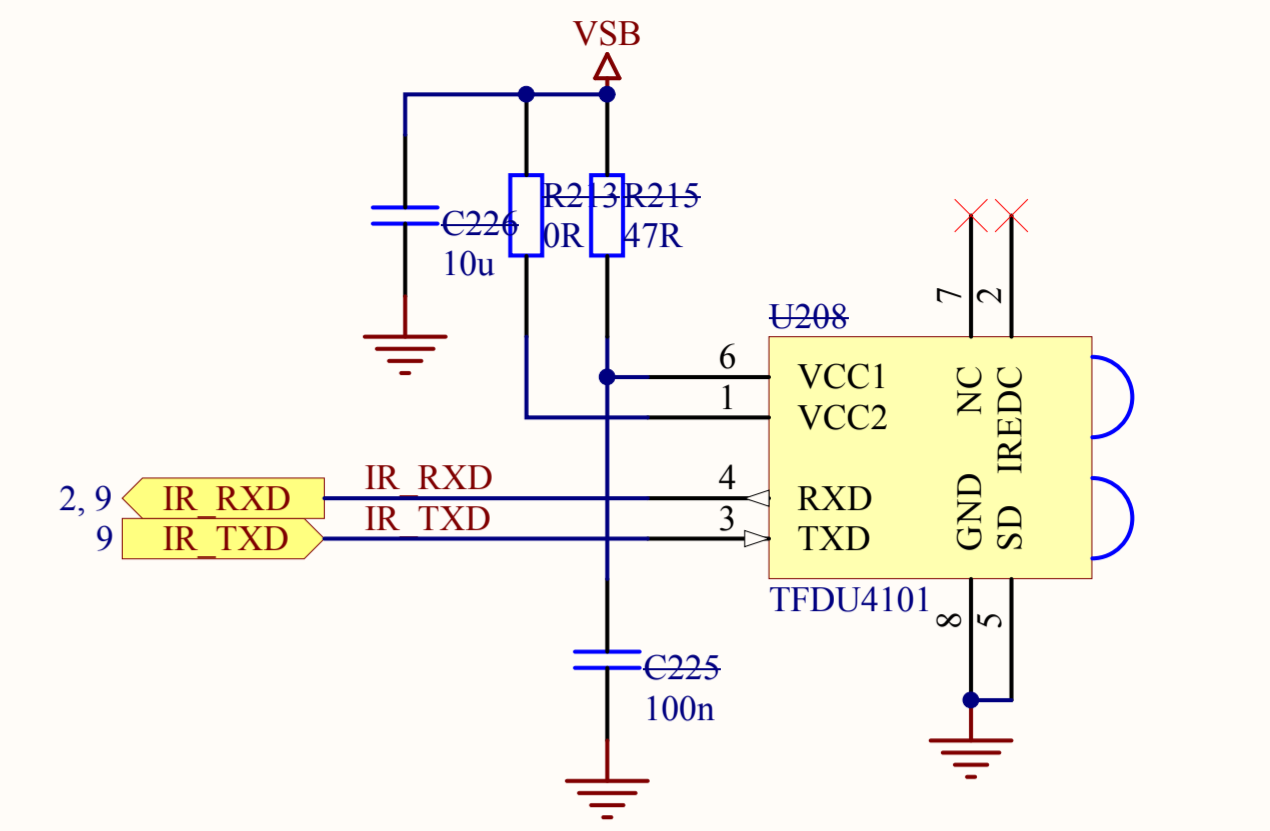 VSB
R213 R215
C226
0R 47R
10u
7 2
U208
6 VCC1
1 VCC2
NC IREDC
IR_RXD 4
2, 9 IR_RXD RXD
IR_TXD 3
9 IR_TXD TXD
GND SD
TFDU4101
8 5
C225
100n